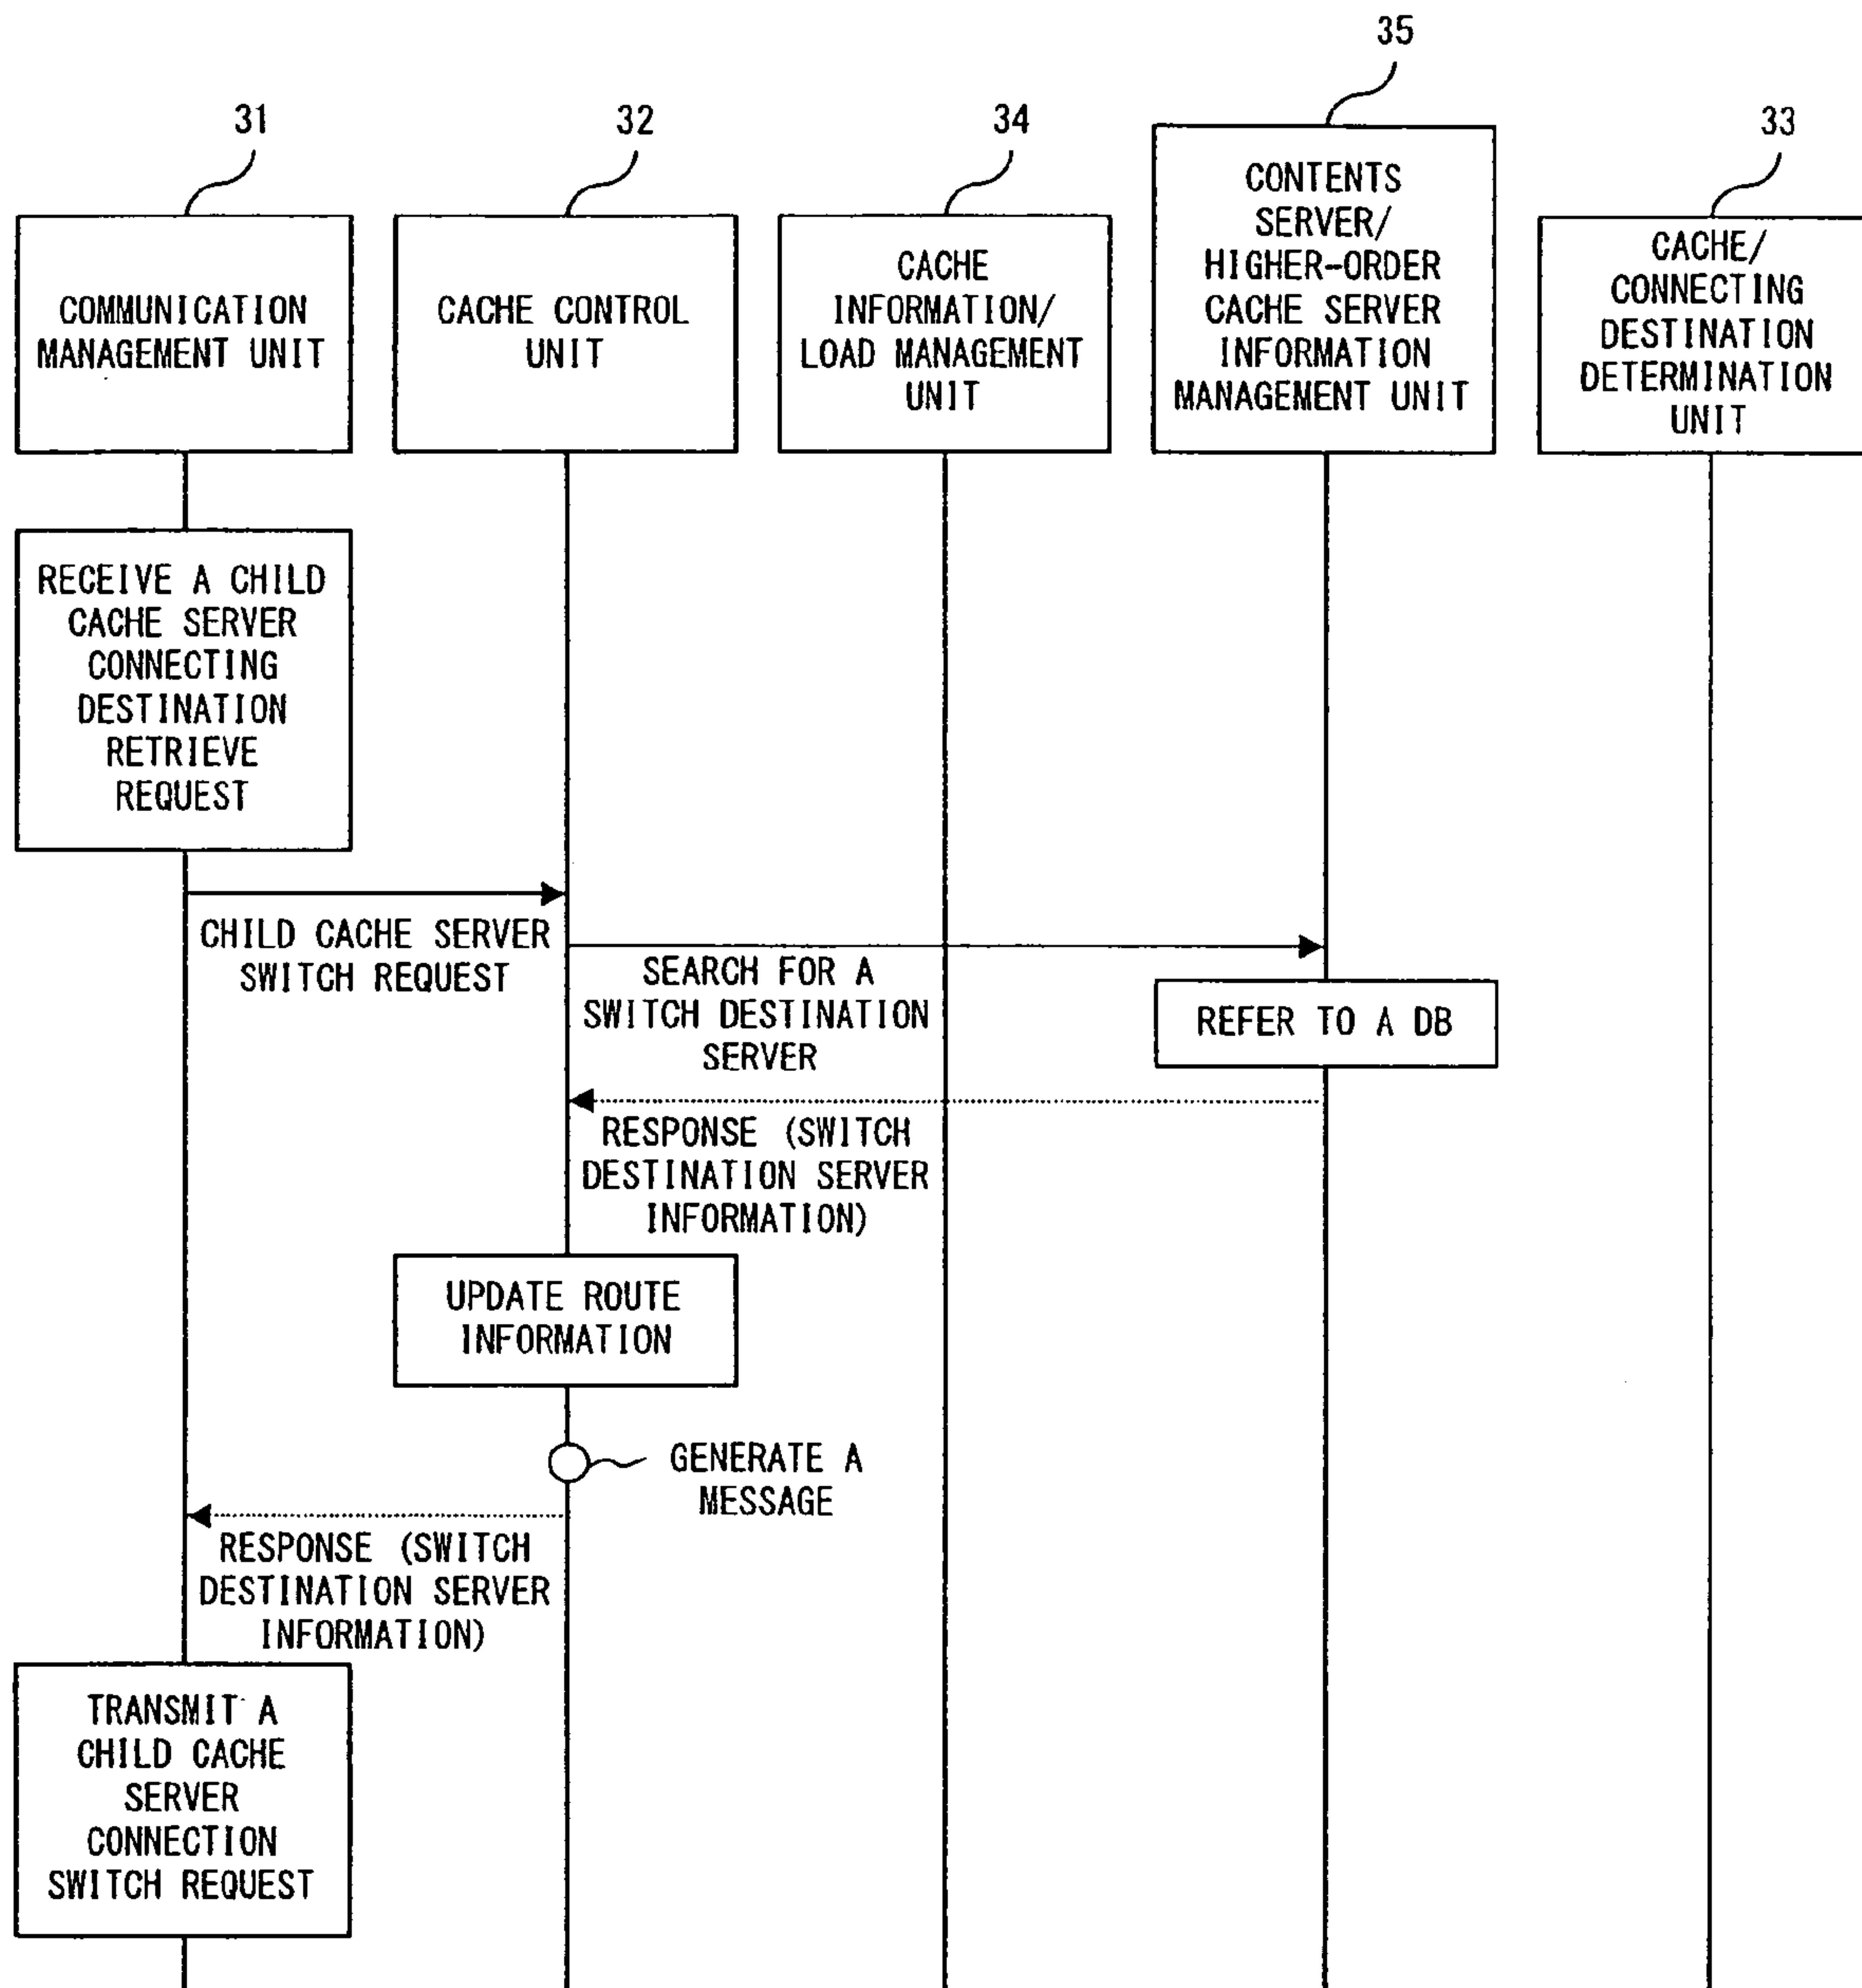 35
31
32
34
33
COMMUNICATION
MANAGEMENT UNIT
CACHE CONTROL
UNIT
CACHE
INFORMATION/
LOAD MANAGEMENT
UNIT
CONTENTS
SERVER/
HIGHER-ORDER
CACHE SERVER
INFORMATION
MANAGEMENT UNIT
CACHE/
CONNECTING
DESTINATION
DETERMINATION
UNIT
RECEIVE A CHILD
CACHE SERVER
CONNECTING
DESTINATION
RETRIEVE
REQUEST
CHILD CACHE SERVER
SWITCH REQUEST
SEARCH FOR A
SWITCH DESTINATION
SERVER
REFER TO A DB
RESPONSE (SWITCH
DESTINATION SERVER
INFORMATION)
UPDATE ROUTE
INFORMATION
GENERATE A
MESSAGE
RESPONSE (SWITCH
DESTINATION SERVER
INFORMATION)
TRANSMIT A
CHILD CACHE
SERVER
CONNECTION
SWITCH REQUEST